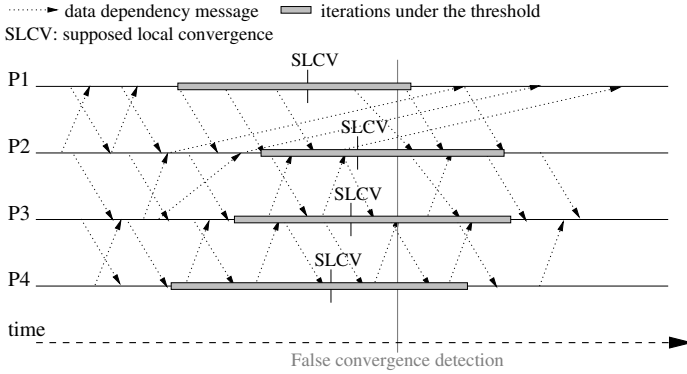 data dependency message iterations under the threshold
SLCV: supposed local convergence
SLCV
P1
SLCV
P2
SLCV
P3
SLCV
P4
time
False convergence detection